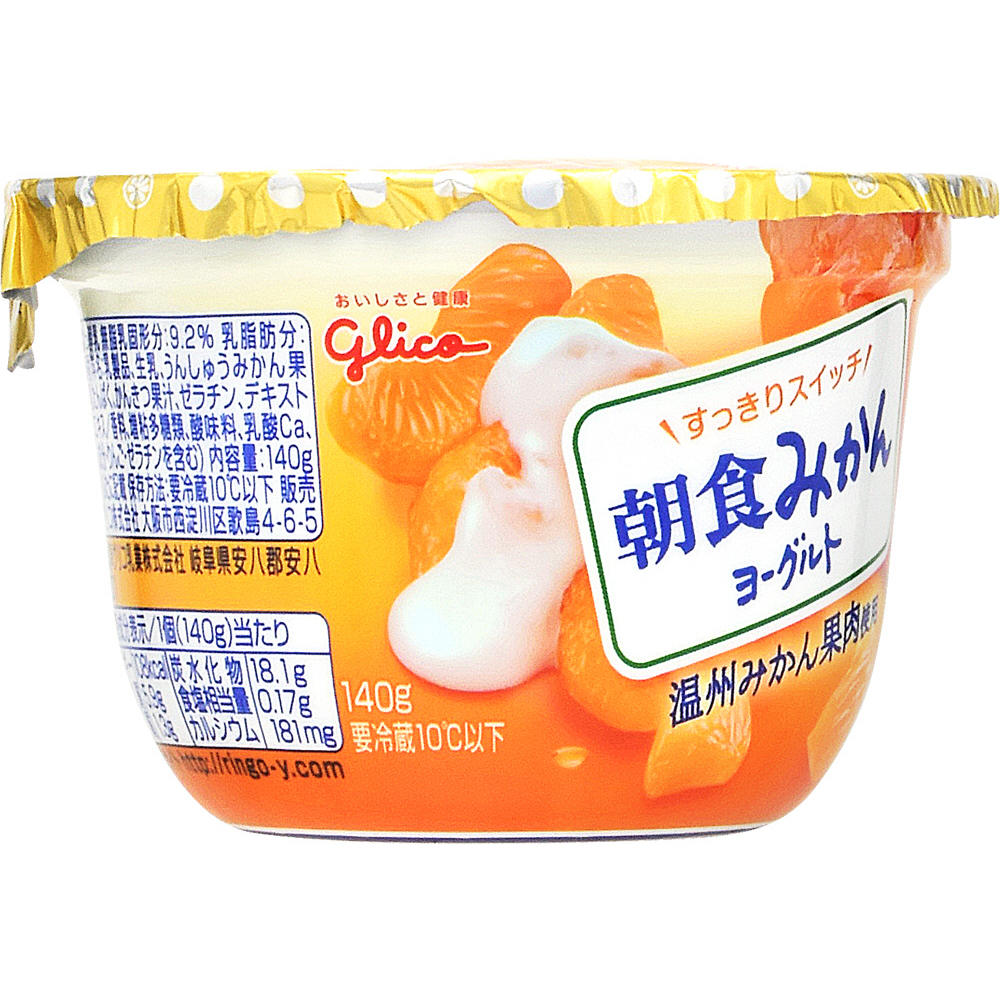 無脂乳固形分:9.2% 乳脂肪分:
乳製品、生乳、うんしゅうみかん果
かんきつ果汁、ゼラチン、デキスト
香料、増粘多糖類、酸味料、乳酸Ca、
ゼラチンを含む) 内容量:140g
保存方法:要冷蔵10℃以下 販売
株式会社 大阪市西淀川区歌島4-6-5
乳業株式会社 岐阜県安八郡安八
表示/1個(140g)当たり
kcal 炭水化物 18.1g
食塩相当量 0.17g
カルシウム 181mg
http://ringo-y.com
おいしさと健康
glico
140g
要冷蔵10℃以下
すっきりスイッチ
朝食みかん
ヨーグルト
温州みかん果肉使用